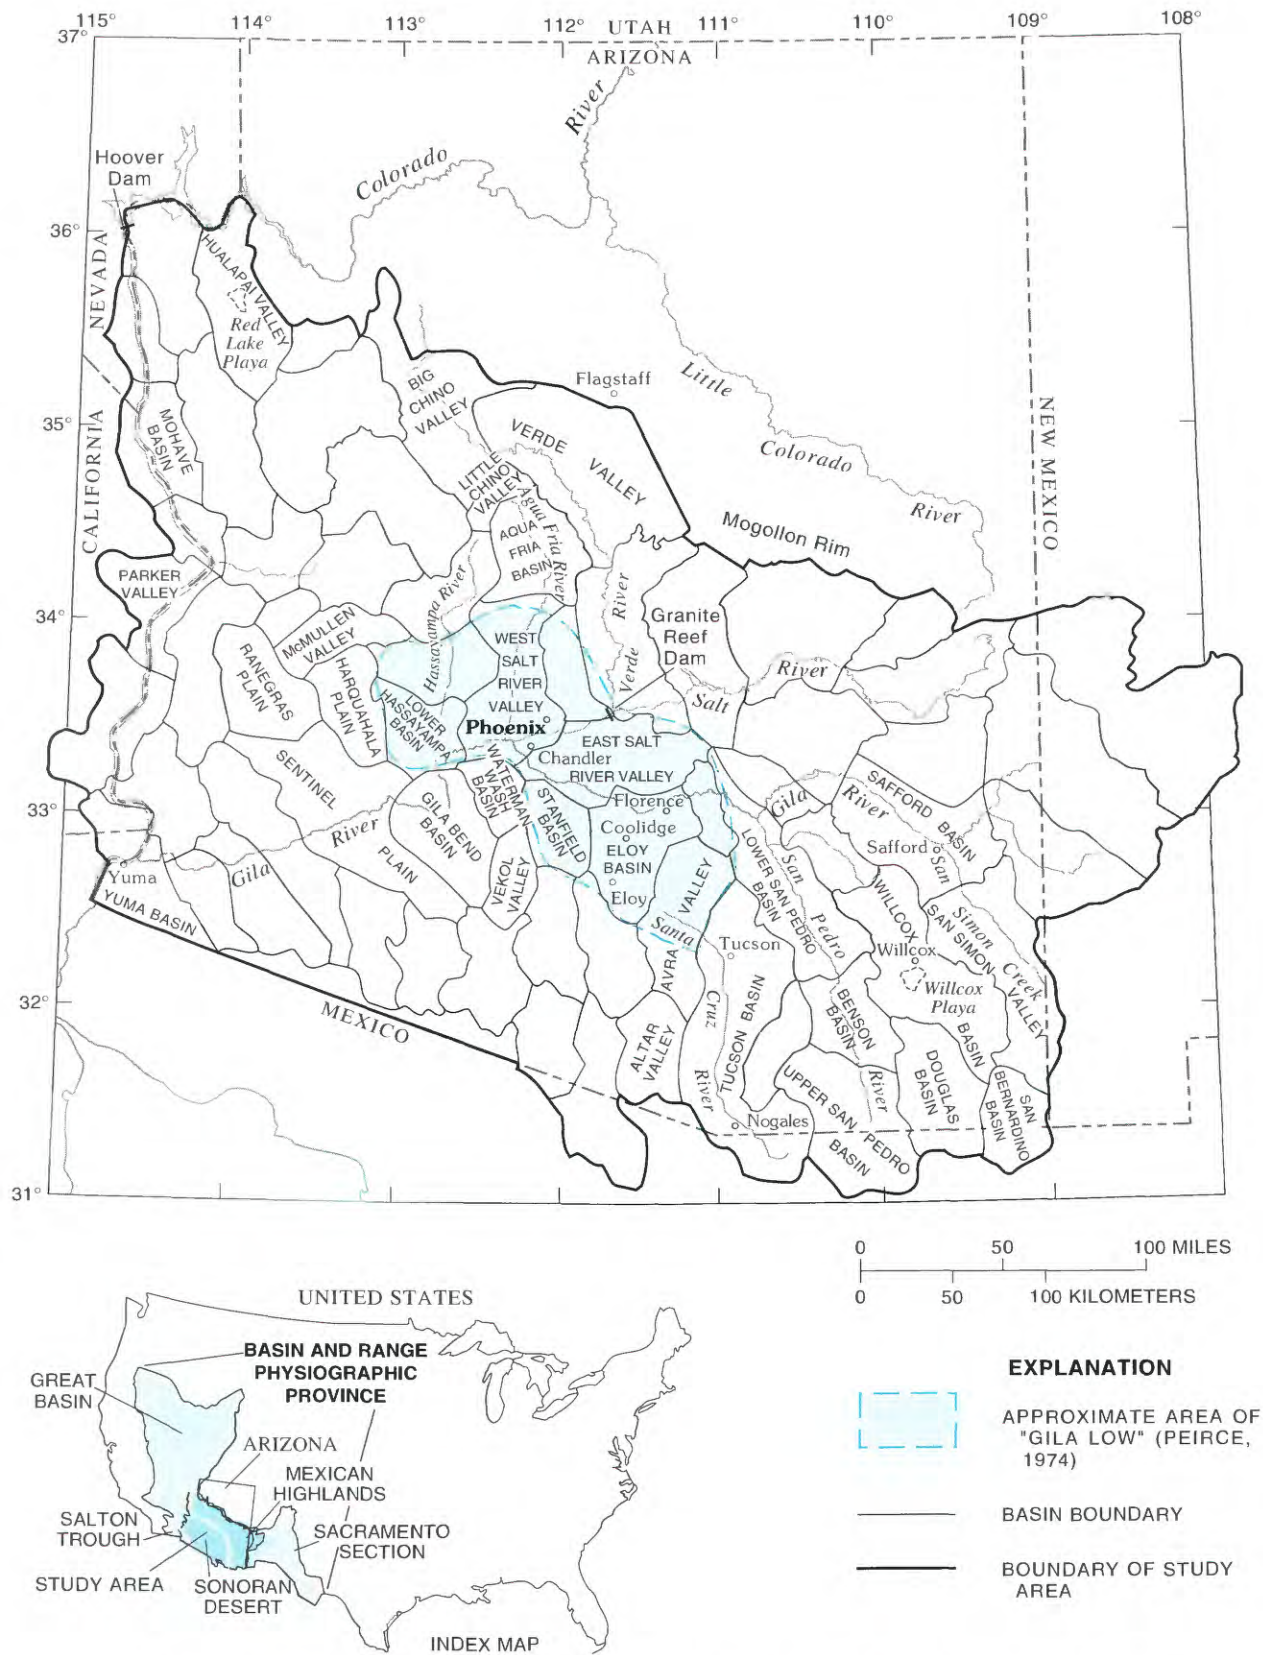 115°
114°
113°
112°
111°
110°
109°
108°
37°
UTAH
ARIZONA
River
Colorado
Hoover
Dam
36°
NEVADA
HUALAPAI VALLEY
Red
Lake
Playa
BIG
CHINO
VALLEY
Flagstaff
Little
Colorado
River
35°
CALIFORNIA
MOHAVE
BASIN
VERDE
VALLEY
LITTLE
CHINO
VALLEY
Agua Fria River
AQUA
FRIA
BASIN
NEW MEXICO
Mogollon Rim
34°
PARKER
VALLEY
Hassayampa River
River
Verde
Granite
Reef
Dam
McMULLEN
VALLEY
RANEGRAS
PLAIN
HARQUAHALA
PLAIN
WEST
SALT
RIVER
VALLEY
LOWER
HASSAYAMPA
BASIN
Phoenix
Salt
River
EAST SALT
RIVER VALLEY
Chandler
33°
SENTINEL
PLAIN
GILA BEND
BASIN
WATERMAN
WASH
BASIN
STANFIELD
BASIN
Florence
Coolidge
ELOY
BASIN
Eloy
Gila
River
SAFFORD BASIN
Safford
San
Simon
Creek
Gila
River
Yuma
YUMA BASIN
VEKOL
VALLEY
VALLEY
AVRA
LOWER SAN PEDRO
BASIN
San
Pedro
River
WILLCOX
BASIN
Willcox
Willcox
Playa
SAN SIMON
VALLEY
Santa
Cruz
River
Tucson
TUCSON BASIN
32°
MEXICO
ALTAR
VALLEY
BENSON
BASIN
UPPER SAN PEDRO
BASIN
DOUGLAS
BASIN
SAN
BERNARDINO
BASIN
Nogales
31°
114°
113°
112°
111°
110°
109°
0 50 100 MILES
0 50 100 KILOMETERS
UNITED STATES
BASIN AND RANGE
PHYSIOGRAPHIC
PROVINCE
GREAT
BASIN
ARIZONA
MEXICAN
HIGHLANDS
SALTON
TROUGH
SACRAMENTO
SECTION
STUDY AREA
SONORAN
DESERT
INDEX MAP
EXPLANATION
APPROXIMATE AREA OF
"GILA LOW" (PEIRCE,
1974)
BASIN BOUNDARY
BOUNDARY OF STUDY
AREA